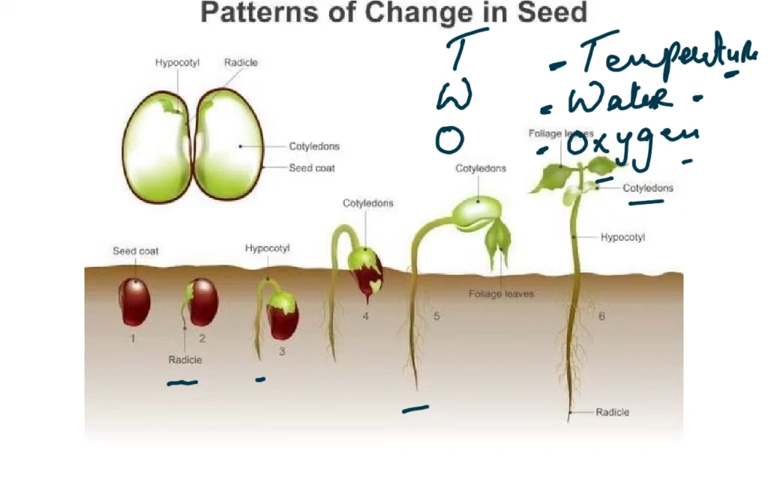 Patterns of Change in Seed
T - Temperature
W - Water -
O - Oxygen
Hypocotyl
Radicle
Cotyledons
Seed coat
Foliage leaves
Cotyledons
Cotyledons
Cotyledons
Hypocotyl
Seed coat
Hypocotyl
Foliage leaves
1
2
3
4
5
6
Radicle
Radicle